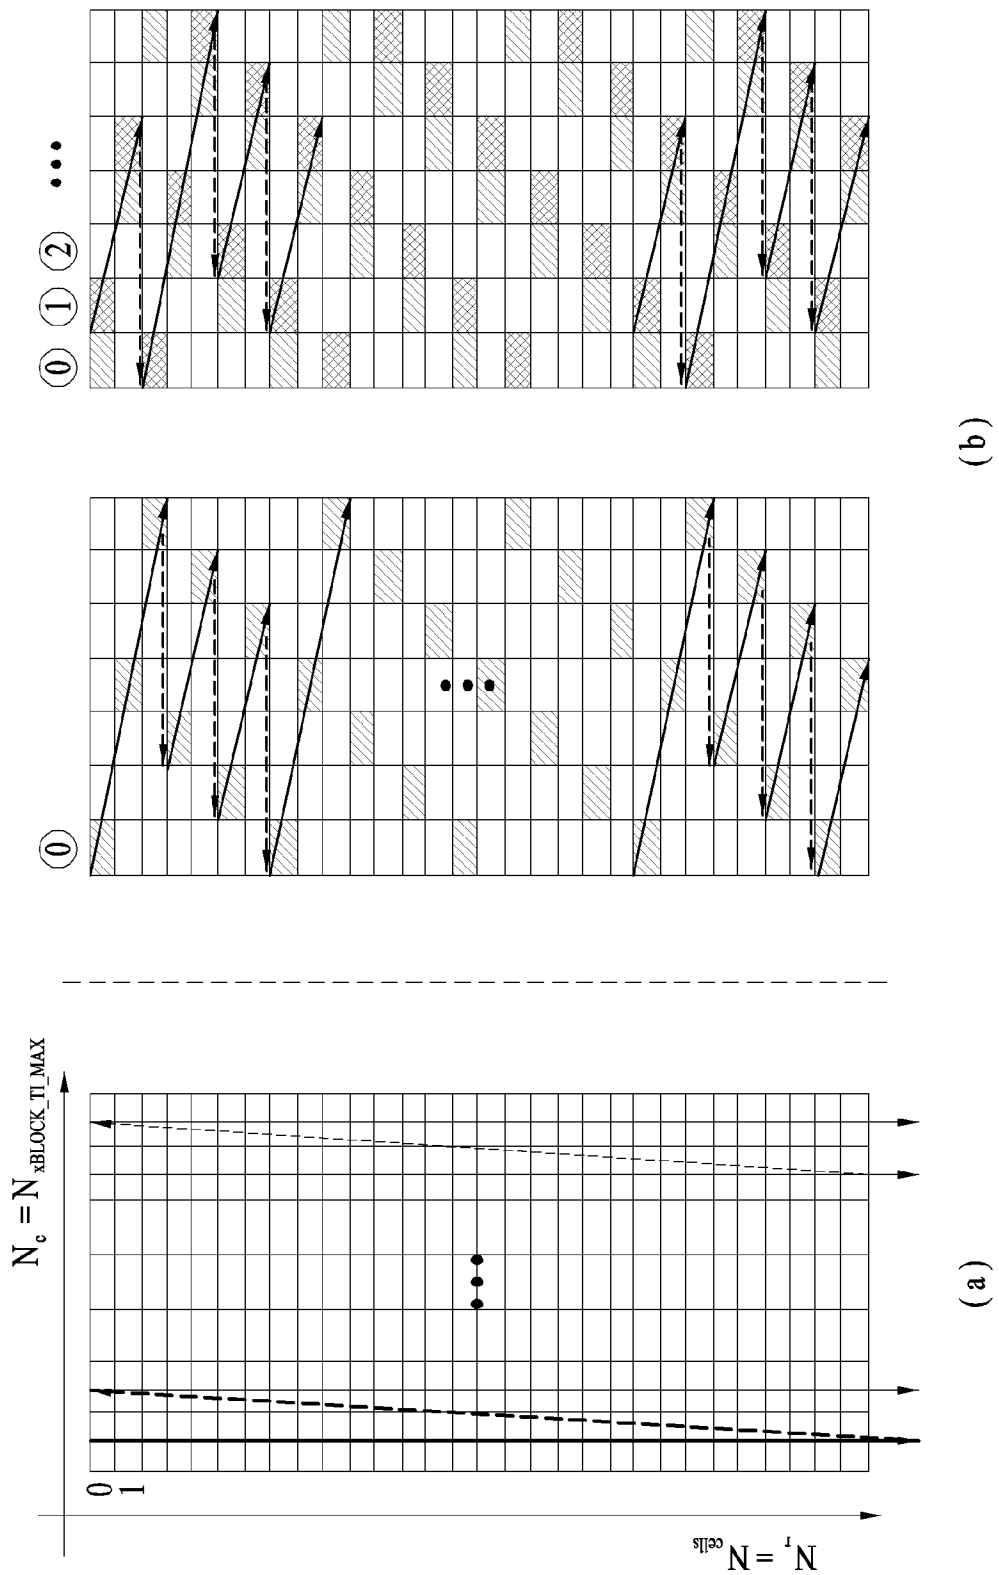 N_c = N_xBLOCK_TI_MAX
0
1
N_r = N_cells
(a)
0
0 1 2 •••
(b)